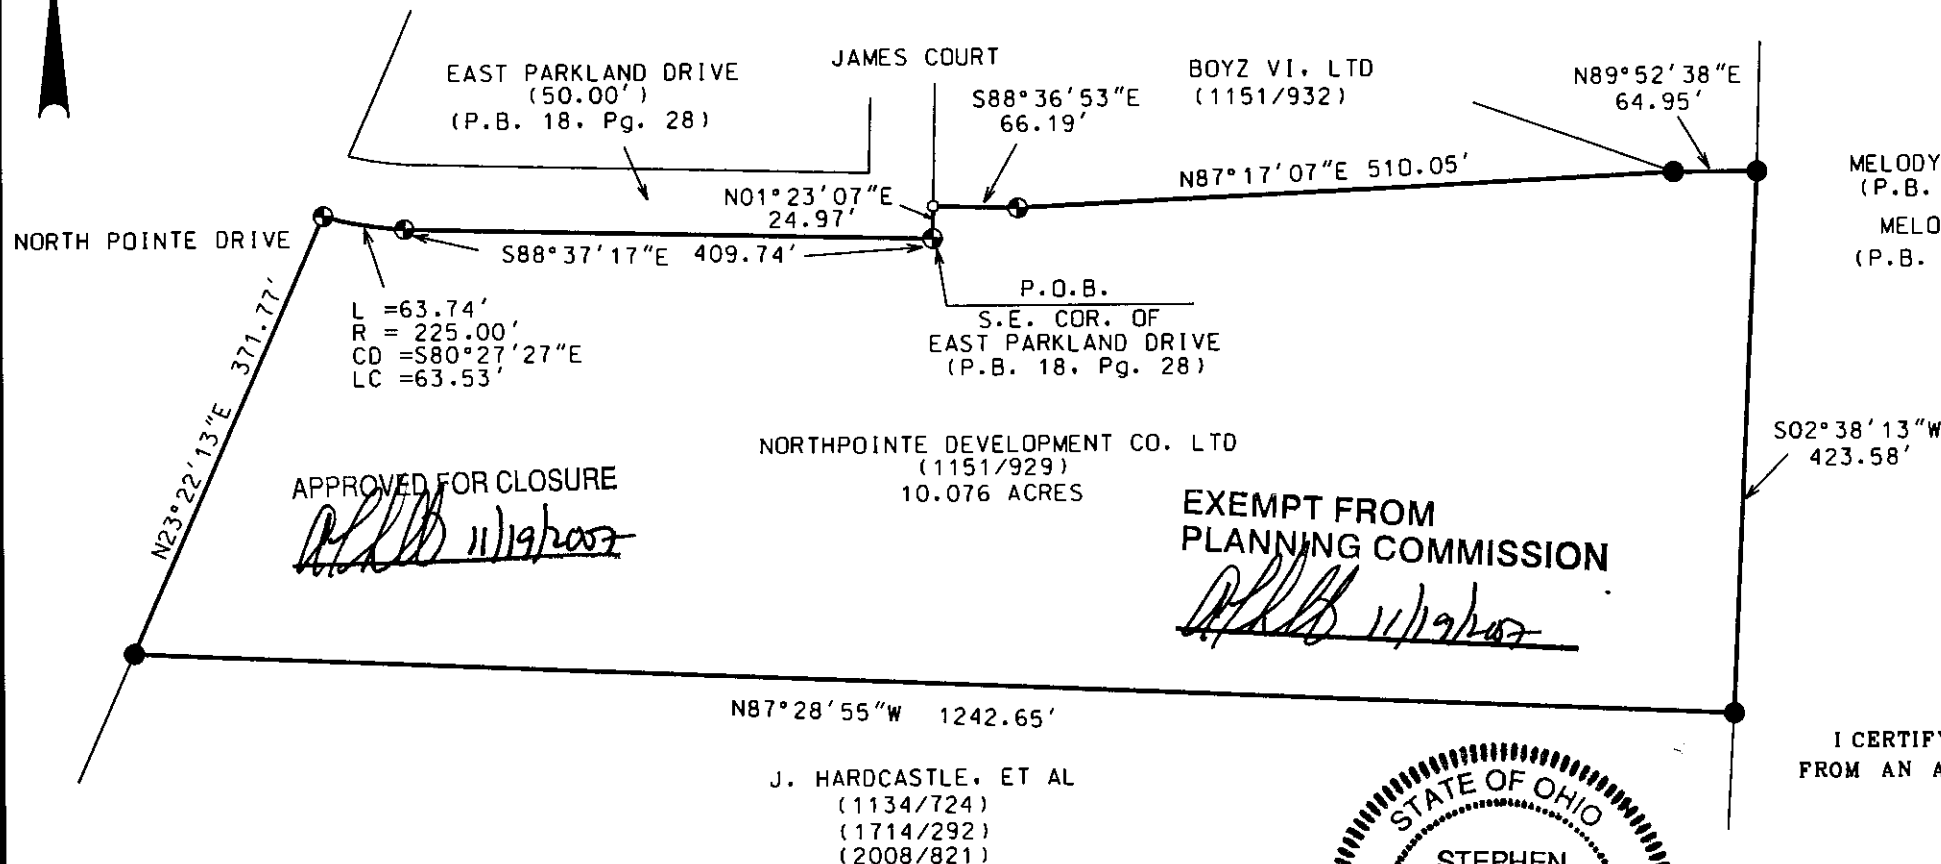 EAST PARKLAND DRIVE
(50.00')
(P.B. 18, Pg. 28)
JAMES COURT
S88°36'53"E
66.19'
BOYZ VI, LTD
(1151/932)
N89°52'38"E
64.95'
MELODY
(P.B.
MELO
(P.B.
N87°17'07"E 510.05'
N01°23'07"E
24.97'
NORTH POINTE DRIVE
S88°37'17"E 409.74'
L =63.74'
R = 225.00'
CD =S80°27'27"E
LC =63.53'
P.O.B.
S.E. COR. OF
EAST PARKLAND DRIVE
(P.B. 18, Pg. 28)
N23°22'13"E 371.77'
S02°38'13"W
423.58'
NORTHPOINTE DEVELOPMENT CO. LTD
(1151/929)
10.076 ACRES
APPROVED FOR CLOSURE
11/19/2007
EXEMPT FROM
PLANNING COMMISSION
11/19/2007
N87°28'55"W 1242.65'
J. HARDCASTLE, ET AL
(1134/724)
(1714/292)
(2008/821)
I CERTIFY
FROM AN A
STATE OF OHIO
STEPHEN